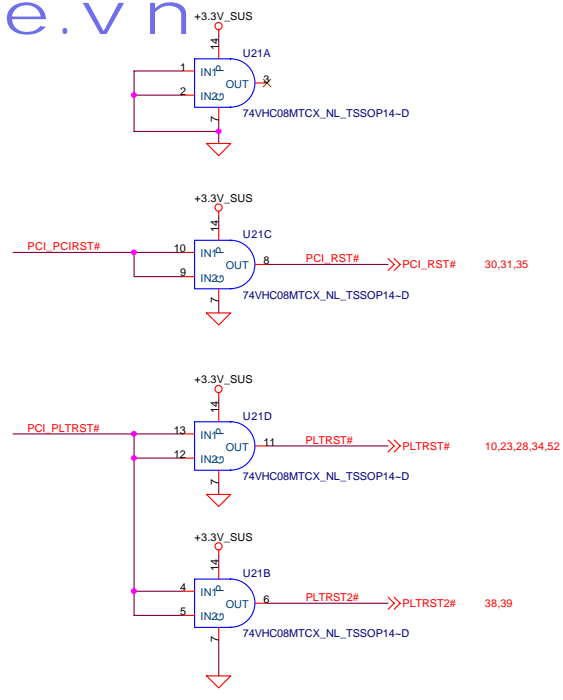 e.vn
+3.3V_SUS
14
U21A
1 IN1 P
OUT 3
2 IN2 G
7
74VHC08MTCX_NL_TSSOP14~D
+3.3V_SUS
14
U21C
PCI_PCIRST# 10 IN1 P
OUT 8 PCI_RST# PCI_RST# 30,31,35
9 IN2 G
7
74VHC08MTCX_NL_TSSOP14~D
+3.3V_SUS
14
U21D
PCI_PLTRST# 13 IN1 P
OUT 11 PLTRST# PLTRST# 10,23,28,34,52
12 IN2 G
7
74VHC08MTCX_NL_TSSOP14~D
+3.3V_SUS
14
U21B
4 IN1 P
OUT 6 PLTRST2# PLTRST2# 38,39
5 IN2 G
7
74VHC08MTCX_NL_TSSOP14~D